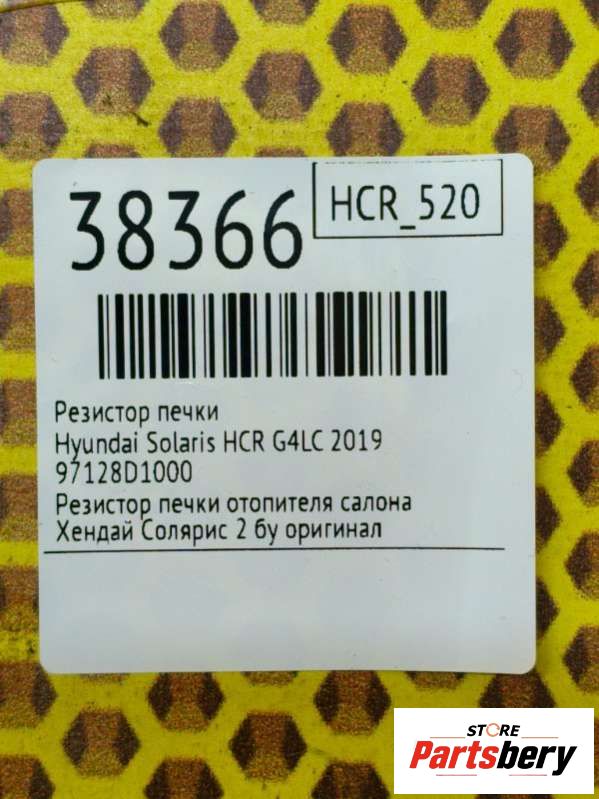 38366
HCR_520
Резистор печки
Hyundai Solaris HCR G4LC 2019
97128D1000
Резистор печки отопителя салона
Хендай Солярис 2 бу оригинал
STORE
Partsbery